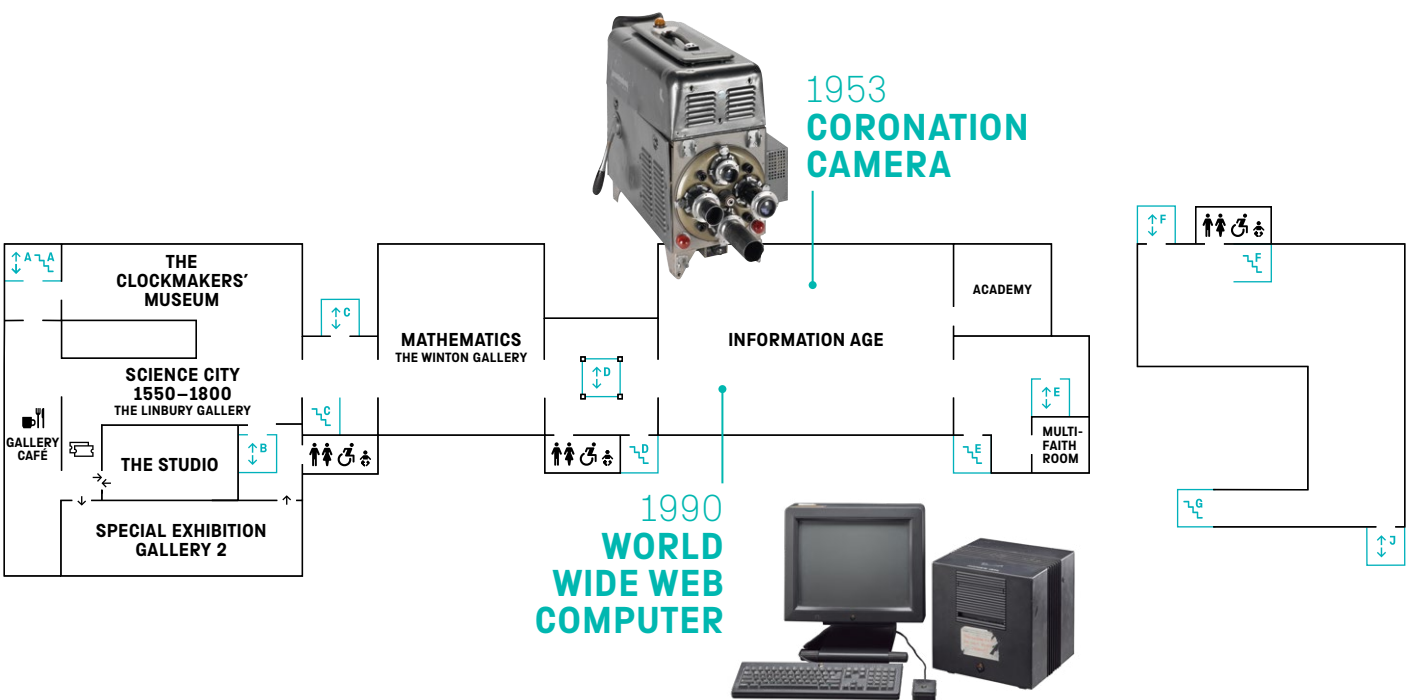 1953
CORONATION
CAMERA
F
A A
THE
CLOCKMAKERS'
MUSEUM
F
ACADEMY
C
MATHEMATICS
THE WINTON GALLERY
INFORMATION AGE
D
SCIENCE CITY
1550–1800
THE LINBURY GALLERY
E
C
GALLERY
CAFÉ
THE STUDIO
B
D
E
MULTI-
FAITH
ROOM
SPECIAL EXHIBITION
GALLERY 2
G
J
1990
WORLD
WIDE WEB
COMPUTER